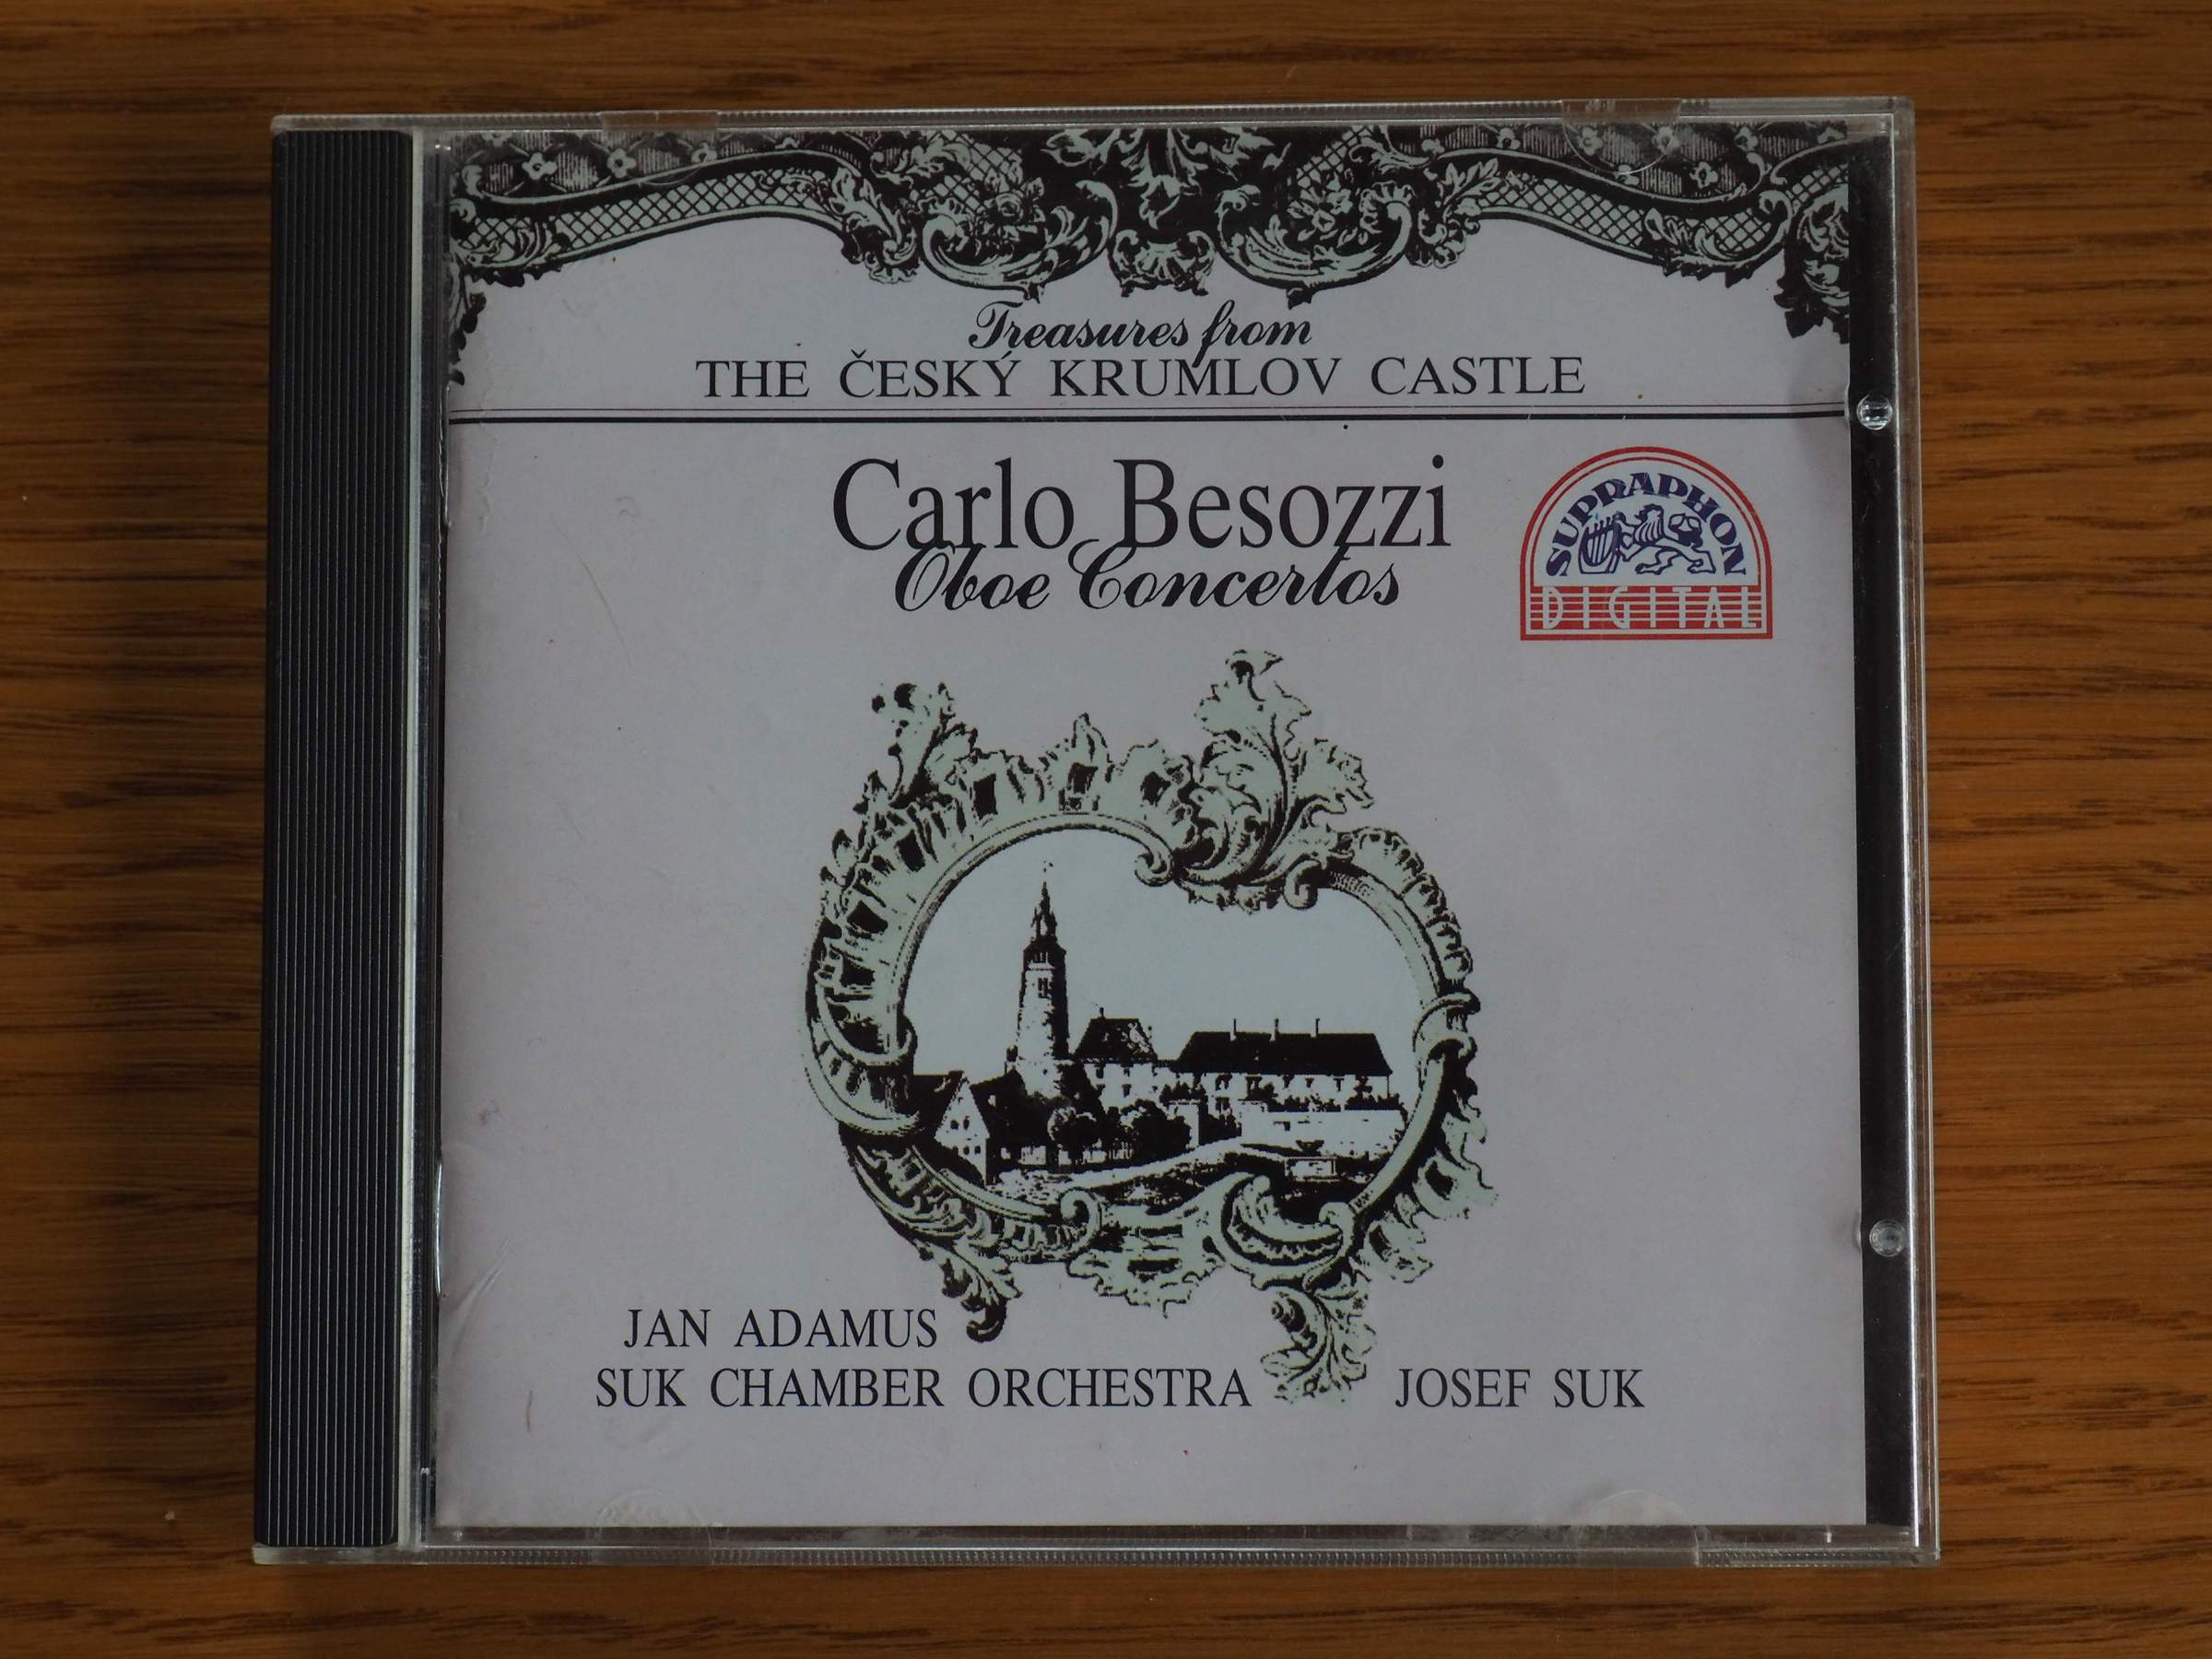 Treasures from
THE ČESKÝ KRUMLOV CASTLE
Carlo Besozzi
Oboe Concertos
SUPRAPHON
DIGITAL
JAN ADAMUS
SUK CHAMBER ORCHESTRA JOSEF SUK